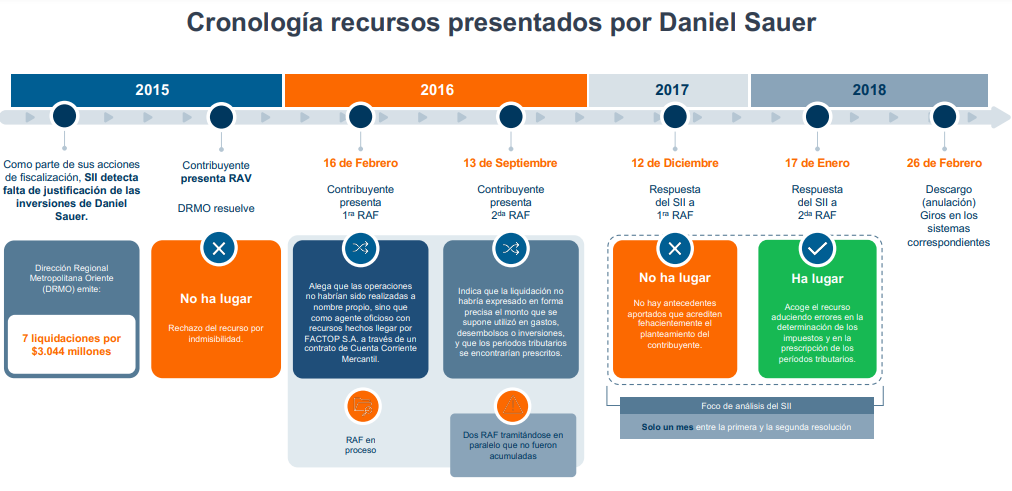 Cronología recursos presentados por Daniel Sauer
2015
2016
2017
2018
Como parte de sus acciones
de fiscalización, SII detecta
falta de justificación de las
inversiones de Daniel
Sauer.
Contribuyente
presenta RAV
DRMO resuelve
16 de Febrero
Contribuyente
presenta
1ra RAF
13 de Septiembre
Contribuyente
presenta
2da RAF
12 de Diciembre
Respuesta
del SII a
1ra RAF
17 de Enero
Respuesta
del SII a
2da RAF
26 de Febrero
Descargo
(anulación)
Giros en los
sistemas
correspondientes
Dirección Regional
Metropolitana Oriente
(DRMO) emite:
7 liquidaciones por
$3.044 millones
No ha lugar
Rechazo del recurso por
indmisibilidad.
Alega que las operaciones
no habrían sido realizadas a
nombre propio, sino que
como agente oficioso con
recursos hechos llegar por
FACTOP S.A. a través de un
contrato de Cuenta Corriente
Mercantil.
Indica que la liquidación no
habría expresado en forma
precisa el monto que se
supone utilizó en gastos,
desembolsos o inversiones,
y que los periodos tributarios
se encontrarían prescritos.
No ha lugar
No hay antecedentes
aportados que acrediten
fehacientemente el
planteamiento del
contribuyente.
Ha lugar
Acoge el recurso
aduciendo errores en la
determinación de los
impuestos y en la
prescripción de los
períodos tributarios.
RAF en
proceso
Dos RAF tramitándose en
paralelo que no fueron
acumuladas
Foco de análisis del SII
Solo un mes entre la primera y la segunda resolución